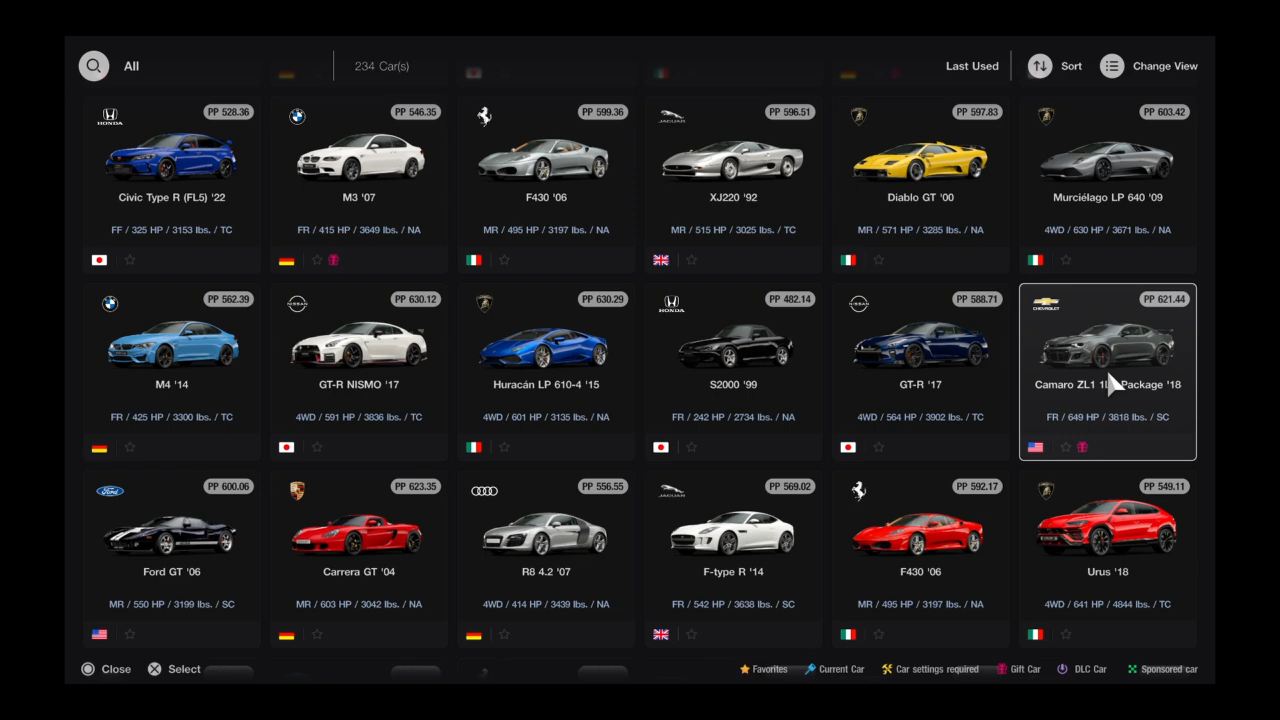 All
234 Car(s)
Last Used
Sort
Change View
HONDA
PP 528.36
Civic Type R (FL5) '22
FF / 325 HP / 3153 lbs. / TC
PP 546.35
M3 '07
FR / 415 HP / 3649 lbs. / NA
PP 599.36
F430 '06
MR / 495 HP / 3197 lbs. / NA
JAGUAR
PP 596.51
XJ220 '92
MR / 515 HP / 3025 lbs. / TC
PP 597.83
Diablo GT '00
MR / 571 HP / 3285 lbs. / NA
PP 603.42
Murciélago LP 640 '09
4WD / 630 HP / 3671 lbs. / NA
PP 562.39
M4 '14
FR / 425 HP / 3300 lbs. / TC
NISSAN
PP 630.12
GT-R NISMO '17
4WD / 591 HP / 3836 lbs. / TC
PP 630.29
Huracán LP 610-4 '15
4WD / 601 HP / 3135 lbs. / NA
HONDA
PP 482.14
S2000 '99
FR / 242 HP / 2734 lbs. / NA
NISSAN
PP 588.71
GT-R '17
4WD / 564 HP / 3902 lbs. / TC
CHEVROLET
PP 621.44
Camaro ZL1 Package '18
FR / 649 HP / 3818 lbs. / SC
Ford
PP 600.06
Ford GT '06
MR / 550 HP / 3199 lbs. / SC
PP 623.35
Carrera GT '04
MR / 603 HP / 3042 lbs. / NA
PP 556.55
R8 4.2 '07
4WD / 414 HP / 3439 lbs. / NA
JAGUAR
PP 569.02
F-type R '14
FR / 542 HP / 3638 lbs. / SC
PP 592.17
F430 '06
MR / 495 HP / 3197 lbs. / NA
PP 549.11
Urus '18
4WD / 641 HP / 4844 lbs. / TC
Close
Select
Favorites
Current Car
Car settings required
Gift Car
DLC Car
Sponsored car